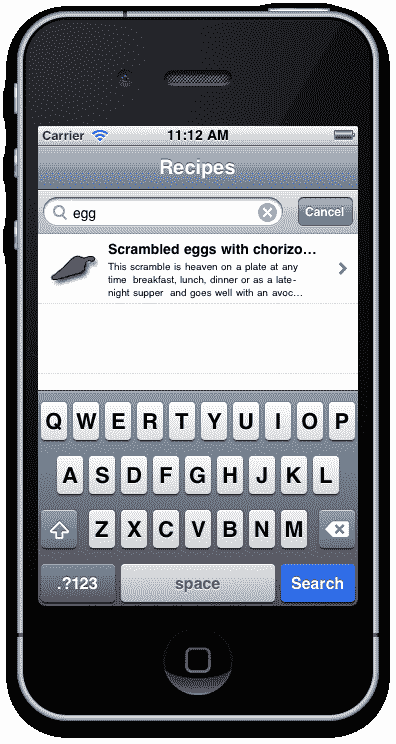 Carrier 11:12 AM
Recipes
egg Cancel
Scrambled eggs with chorizo…
This scramble is heaven on a plate at any
time breakfast, lunch, dinner or as a late-
night supper and goes well with an avoc…
Q W E R T Y U I O P
A S D F G H J K L
Z X C V B N M
.?123 space Search